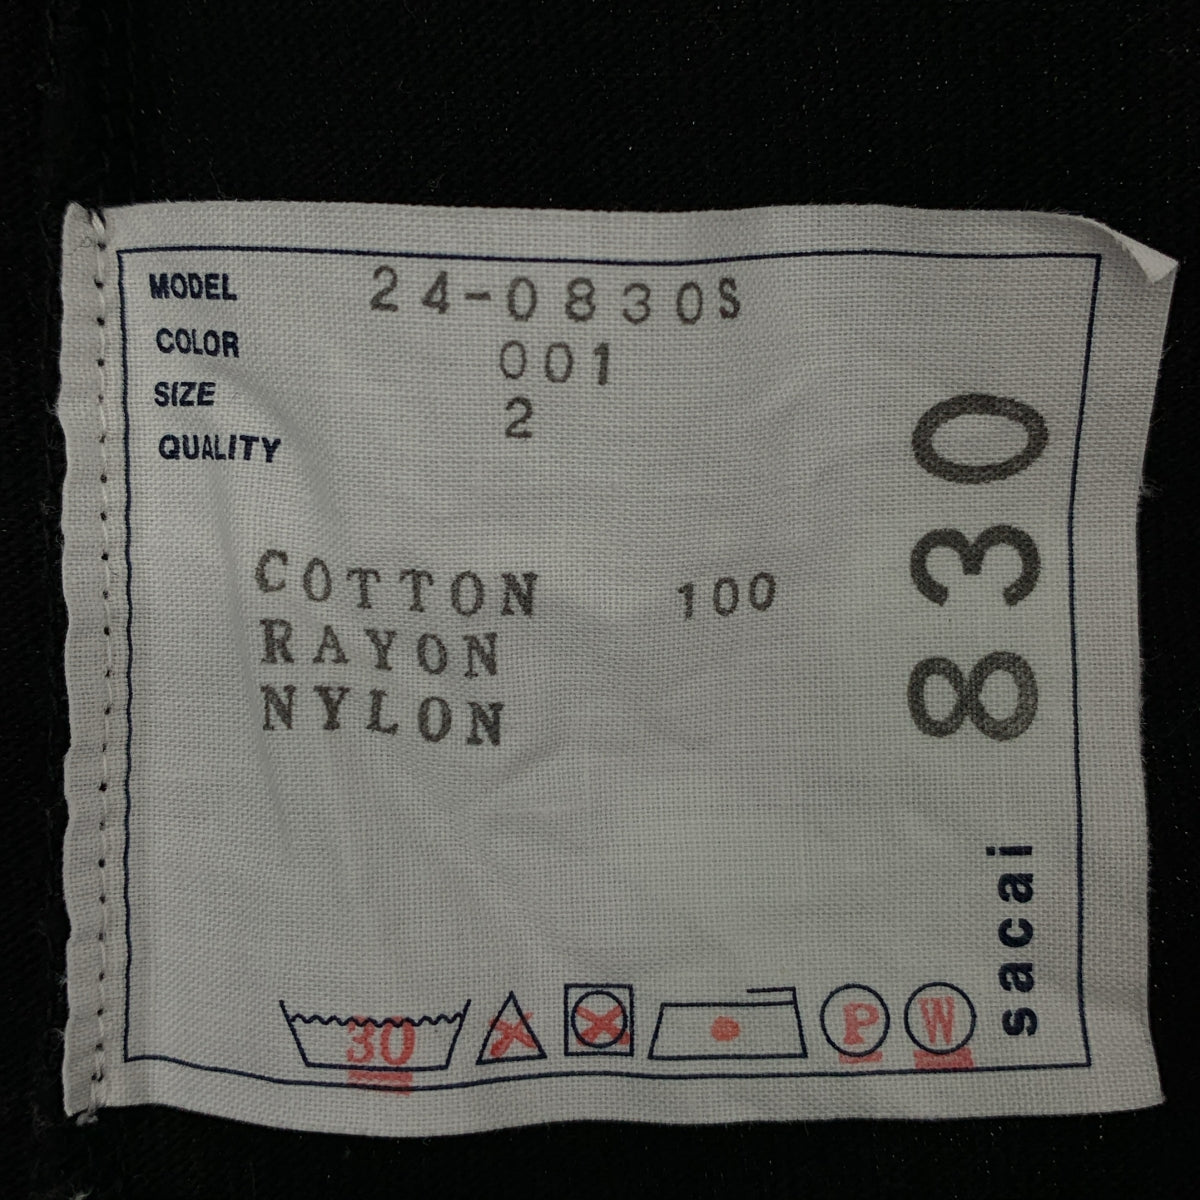 MODEL 24-0830S
COLOR 001
SIZE 2
QUALITY
COTTON 100
RAYON
NYLON
830
sacai
30
P
W